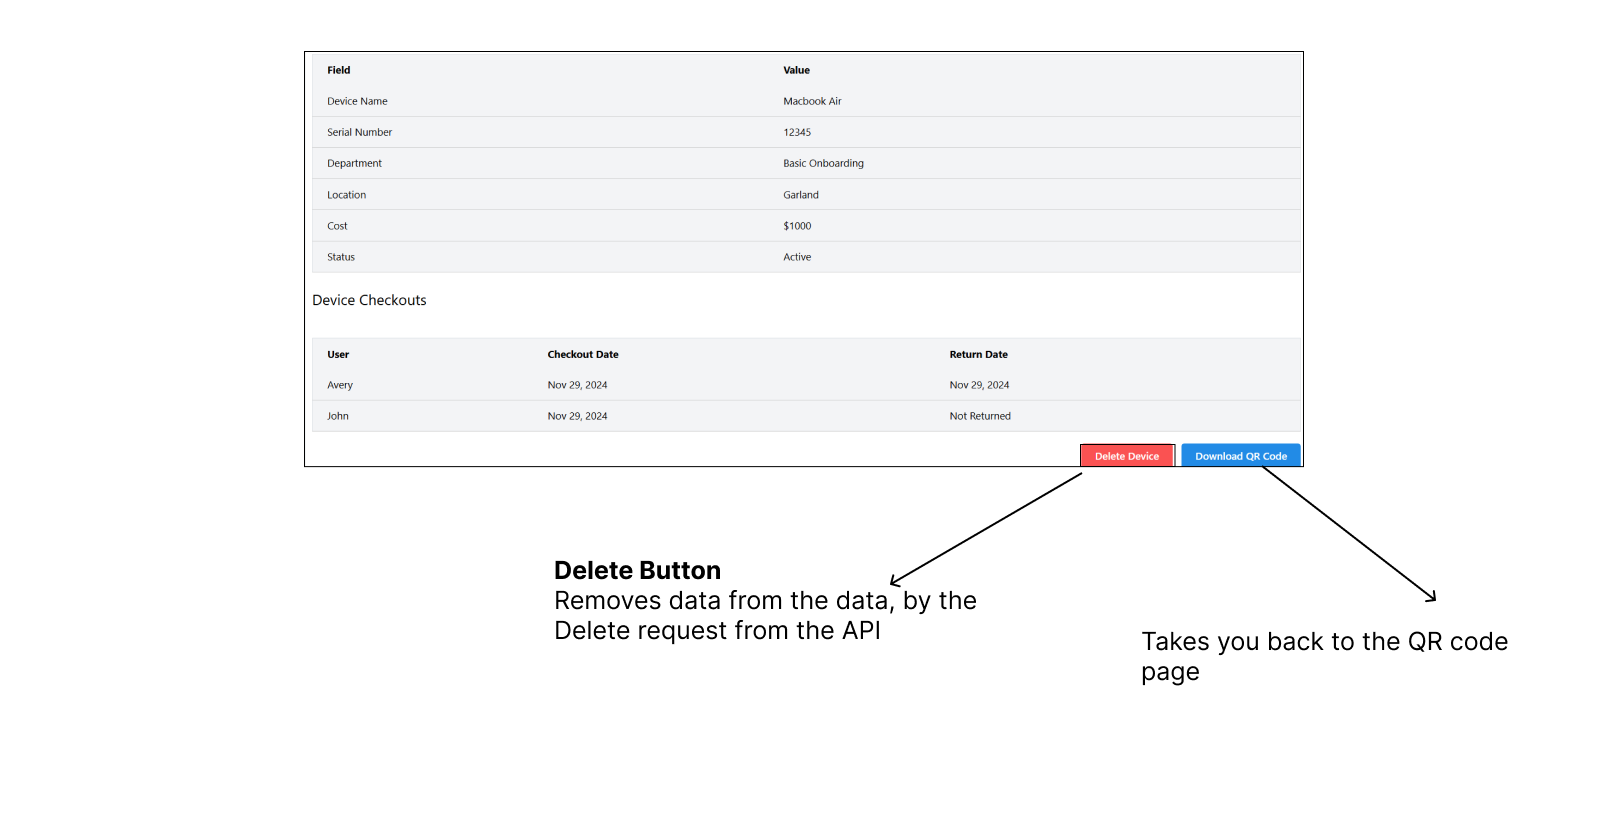 Field Value
Device Name Macbook Air
Serial Number 12345
Department Basic Onboarding
Location Garland
Cost $1000
Status Active
Device Checkouts
User Checkout Date Return Date
Avery Nov 29, 2024 Nov 29, 2024
John Nov 29, 2024 Not Returned
Delete Device Download QR Code
Delete Button
Removes data from the data, by the
Delete request from the API
Takes you back to the QR code
page